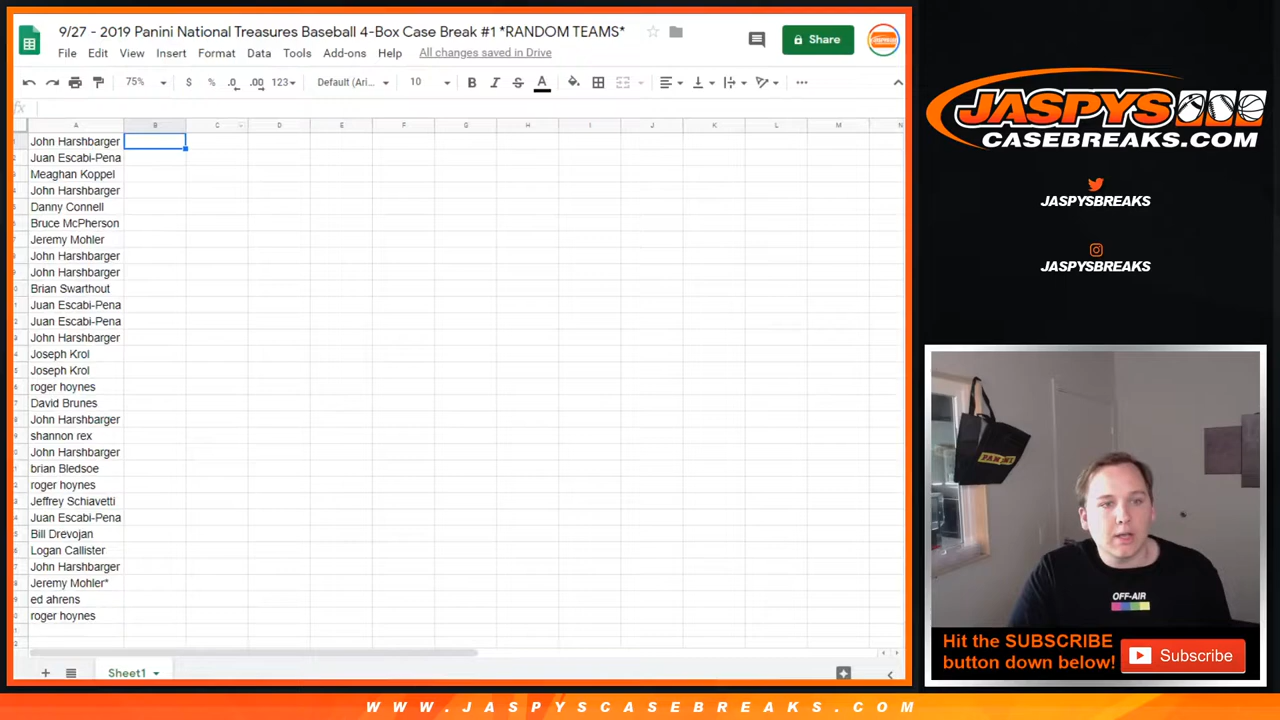 9/27 - 2019 Panini National Treasures Baseball 4-Box Case Break #1 *RANDOM TEAMS*
File Edit View Insert Format Data Tools Add-ons Help All changes saved in Drive
Share
75% $ % .0 .00 123 Default (Ari... 10 B I S A
fx
A B C D E F G H I J K L M N
John Harshbarger
Juan Escabi-Pena
Meaghan Koppel
John Harshbarger
Danny Connell
Bruce McPherson
Jeremy Mohler
John Harshbarger
John Harshbarger
Brian Swarthout
Juan Escabi-Pena
Juan Escabi-Pena
John Harshbarger
Joseph Krol
Joseph Krol
roger hoynes
David Brunes
John Harshbarger
shannon rex
John Harshbarger
brian Bledsoe
roger hoynes
Jeffrey Schiavetti
Juan Escabi-Pena
Bill Drevojan
Logan Callister
John Harshbarger
Jeremy Mohler*
ed ahrens
roger hoynes
Sheet1
JASPYS
CASEBREAKS.COM
JASPYSBREAKS
JASPYSBREAKS
PANINI
OFF-AIR
Hit the SUBSCRIBE
button down below!
Subscribe
WWW.JASPYSCASEBREAKS.COM